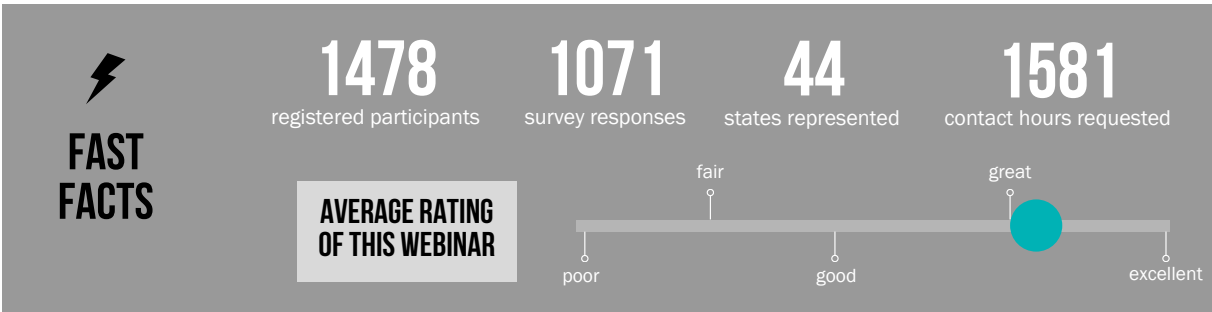 FAST
FACTS
1478
registered participants
1071
survey responses
44
states represented
1581
contact hours requested
AVERAGE RATING
OF THIS WEBINAR
poor
fair
good
great
excellent